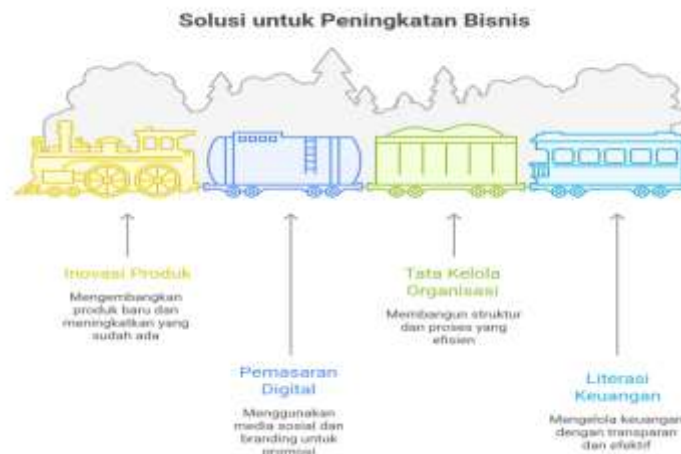 Solusi untuk Peningkatan Bisnis
Inovasi Produk
Mengembangkan
produk baru dan
meningkatkan yang
sudah ada
Pemasaran
Digital
Menggunakan
media sosial dan
branding untuk
promosi
Tata Kelola
Organisasi
Membangun struktur
dan proses yang
efisien
Literasi
Keuangan
Mengelola keuangan
dengan transparan
dan efektif